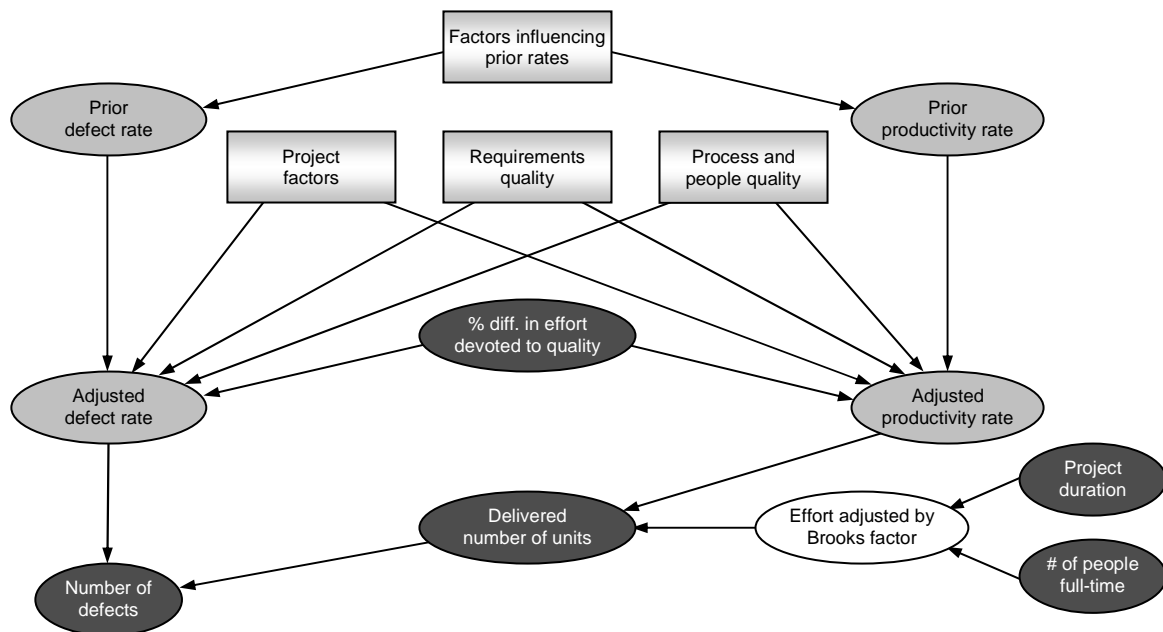 Factors influencing
prior rates
Prior
defect rate
Prior
productivity rate
Project
factors
Requirements
quality
Process and
people quality
% diff. in effort
devoted to quality
Adjusted
defect rate
Adjusted
productivity rate
Project
duration
Delivered
number of units
Effort adjusted by
Brooks factor
Number of
defects
# of people
full-time